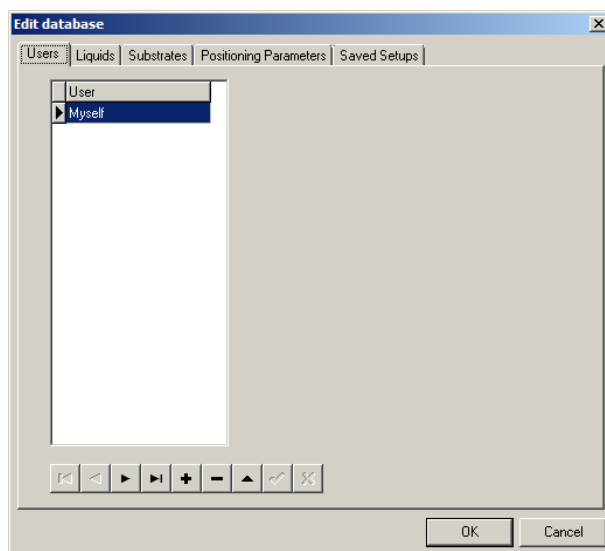 Edit database
Users Liquids Substrates Positioning Parameters Saved Setups
User
Myself
OK Cancel